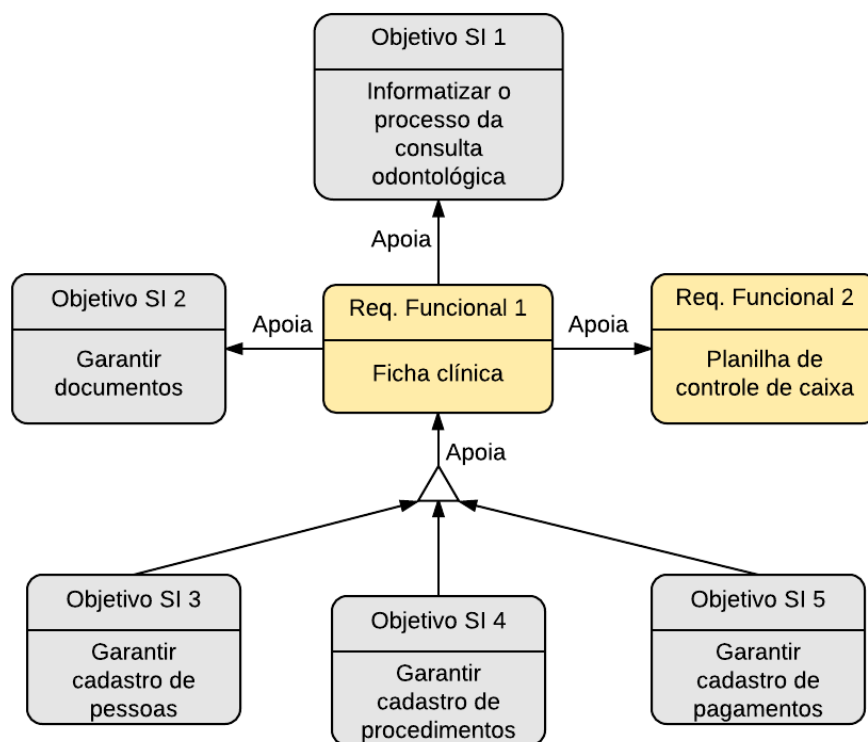 Objetivo SI 1
Informatizar o
processo da
consulta
odontológica
Apoia
Objetivo SI 2
Garantir
documentos
Apoia
Req. Funcional 1
Ficha clínica
Apoia
Req. Funcional 2
Planilha de
controle de caixa
Apoia
Objetivo SI 3
Garantir
cadastro de
pessoas
Objetivo SI 4
Garantir
cadastro de
procedimentos
Objetivo SI 5
Garantir
cadastro de
pagamentos